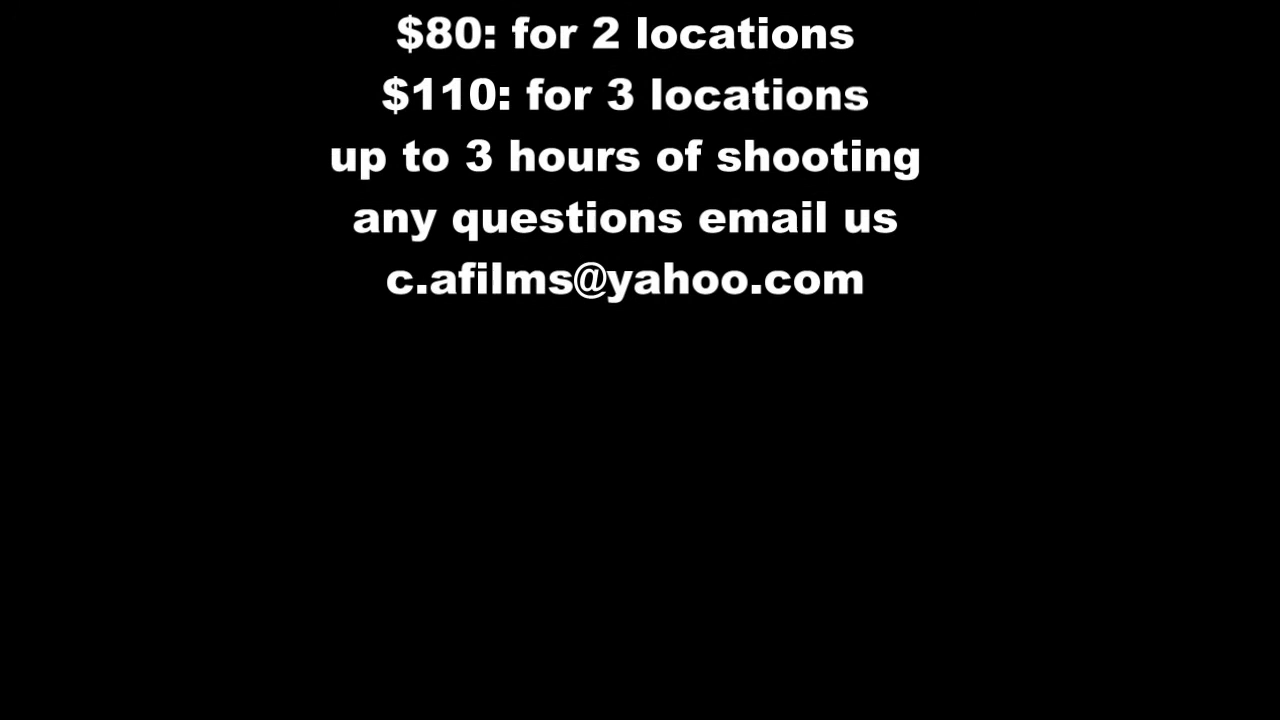 $80: for 2 locations
$110: for 3 locations
up to 3 hours of shooting
any questions email us
c.afilms@yahoo.com